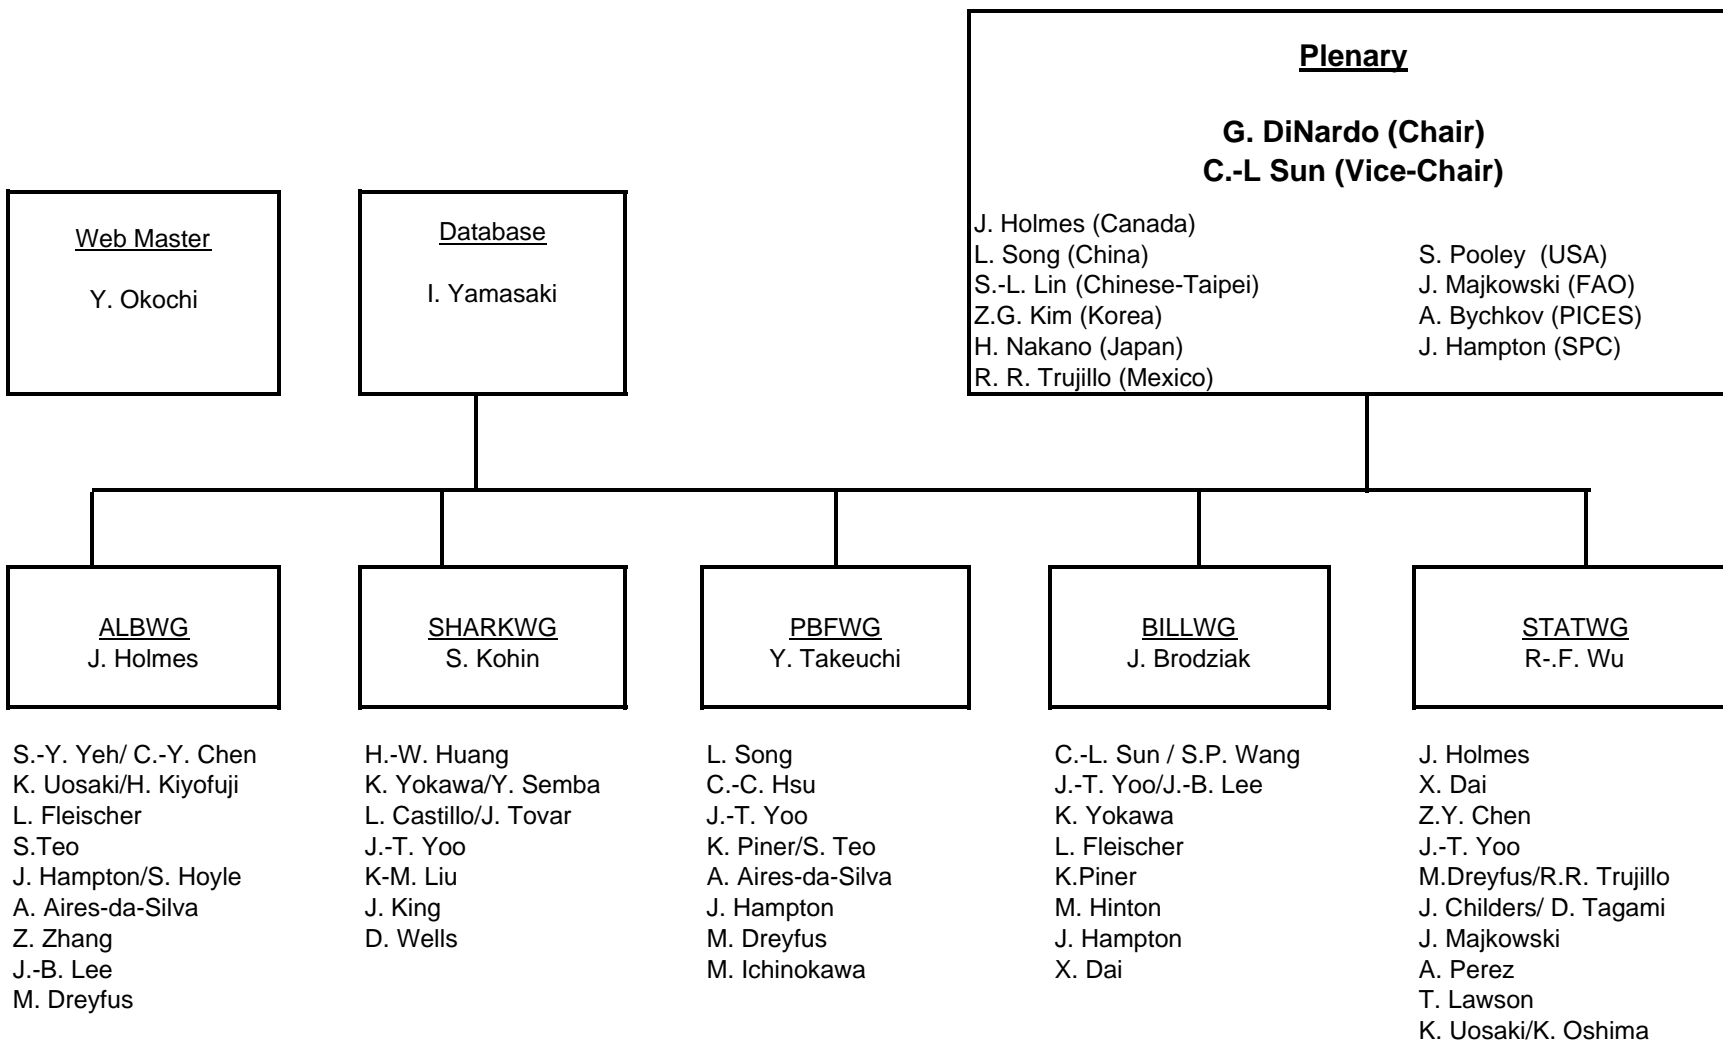 Plenary
G. DiNardo (Chair)
C.-L Sun (Vice-Chair)
J. Holmes (Canada)
L. Song (China)
S.-L. Lin (Chinese-Taipei)
Z.G. Kim (Korea)
H. Nakano (Japan)
R. R. Trujillo (Mexico)
S. Pooley (USA)
J. Majkowski (FAO)
A. Bychkov (PICES)
J. Hampton (SPC)
Web Master
Y. Okochi
Database
I. Yamasaki
ALBWG
J. Holmes
S.-Y. Yeh/ C.-Y. Chen
K. Uosaki/H. Kiyofuji
L. Fleischer
S.Teo
J. Hampton/S. Hoyle
A. Aires-da-Silva
Z. Zhang
J.-B. Lee
M. Dreyfus
SHARKWG
S. Kohin
H.-W. Huang
K. Yokawa/Y. Semba
L. Castillo/J. Tovar
J.-T. Yoo
K-M. Liu
J. King
D. Wells
PBFWG
Y. Takeuchi
L. Song
C.-C. Hsu
J.-T. Yoo
K. Piner/S. Teo
A. Aires-da-Silva
J. Hampton
M. Dreyfus
M. Ichinokawa
BILLWG
J. Brodziak
C.-L. Sun / S.P. Wang
J.-T. Yoo/J.-B. Lee
K. Yokawa
L. Fleischer
K.Piner
M. Hinton
J. Hampton
X. Dai
STATWG
R-.F. Wu
J. Holmes
X. Dai
Z.Y. Chen
J.-T. Yoo
M.Dreyfus/R.R. Trujillo
J. Childers/ D. Tagami
J. Majkowski
A. Perez
T. Lawson
K. Uosaki/K. Oshima